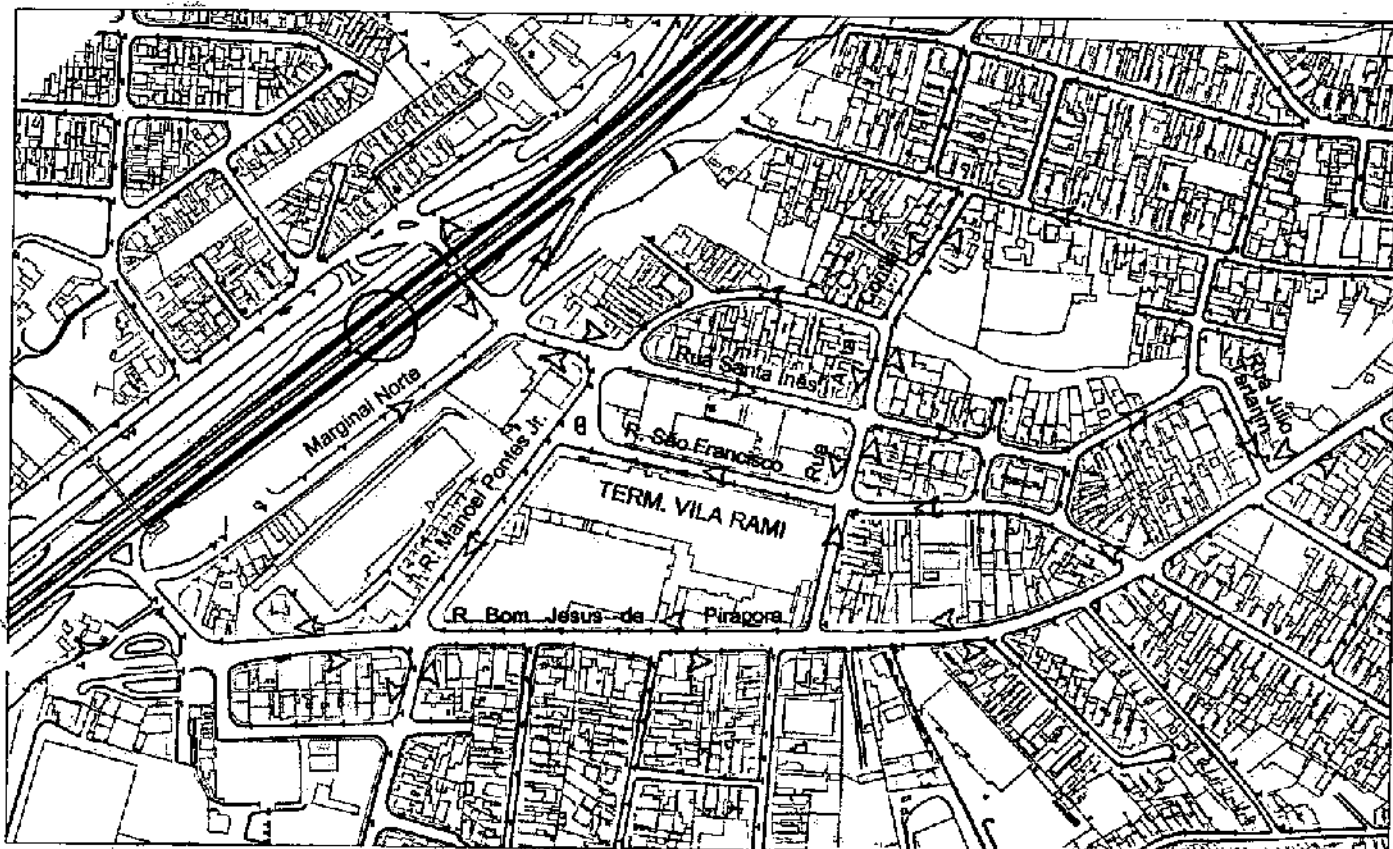 Marginal Norte
R. Manoel Pontes Jr.
Rua Santa Inês
R. São Francisco
TERM. VILA RAMI
R. Bom Jesus de Pirapora
Rua
Rua Júlio
B